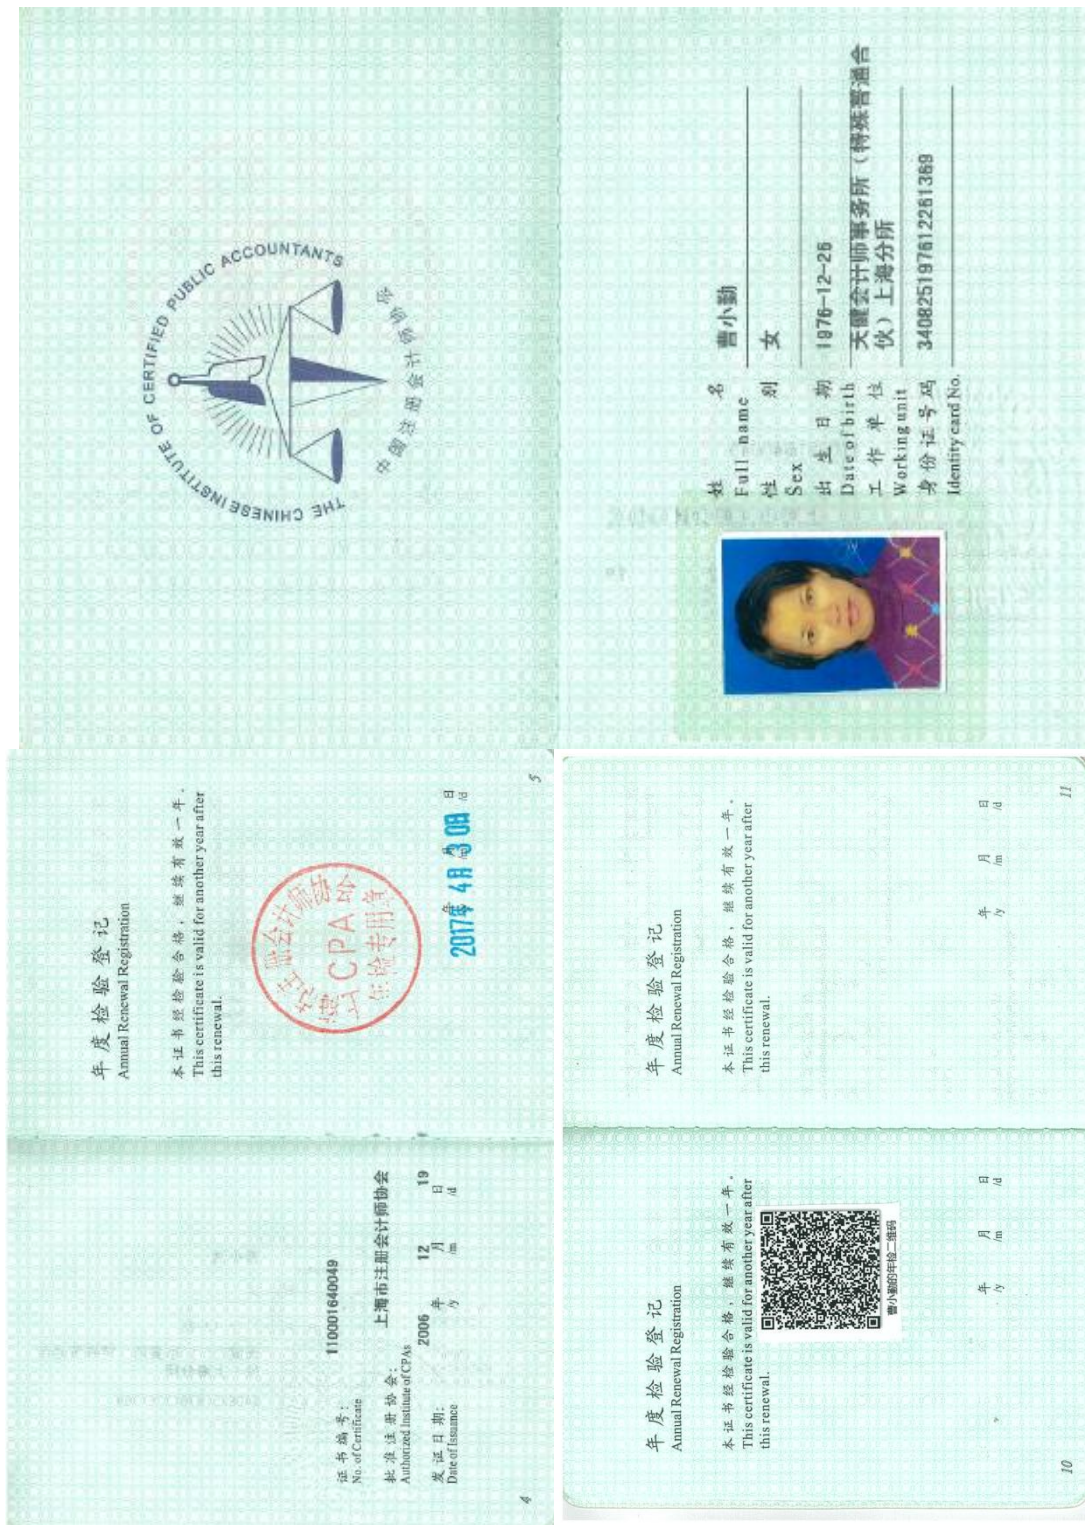 THE CHINESE INSTITUTE OF CERTIFIED PUBLIC ACCOUNTANTS
中国注册会计师协会
姓 名 曹小勤
Full name
性 别 女
Sex
出 生 日 期 1976-12-26
Date of birth
工 作 单 位 天健会计师事务所（特殊普通合
伙）上海分所
Working unit
身 份 证 号 码 340825197612261369
Identity card No.
年 度 检 验 登 记
Annual Renewal Registration
本 证 书 经 检 验 合 格 ， 继 续 有 效 一 年 。
This certificate is valid for another year after
this renewal.
上海 CPA
年检专用章
年 月 日
/y /m /d
2017年 4月 30日
5
证 书 编 号： 110001640049
No. of Certificate
批 准 注 册 协 会： 上海市注册会计师协会
Authorized Institute of CPAs
发 证 日 期： 2006 年 12 月 19 日
Date of Issuance /y /m /d
4
年 度 检 验 登 记
Annual Renewal Registration
本 证 书 经 检 验 合 格 ， 继 续 有 效 一 年 。
This certificate is valid for another year after
this renewal.
年 月 日
/y /m /d
11
年 度 检 验 登 记
Annual Renewal Registration
本 证 书 经 检 验 合 格 ， 继 续 有 效 一 年 。
This certificate is valid for another year after
this renewal.
曹小勤的年检二维码
年 月 日
/y /m /d
10